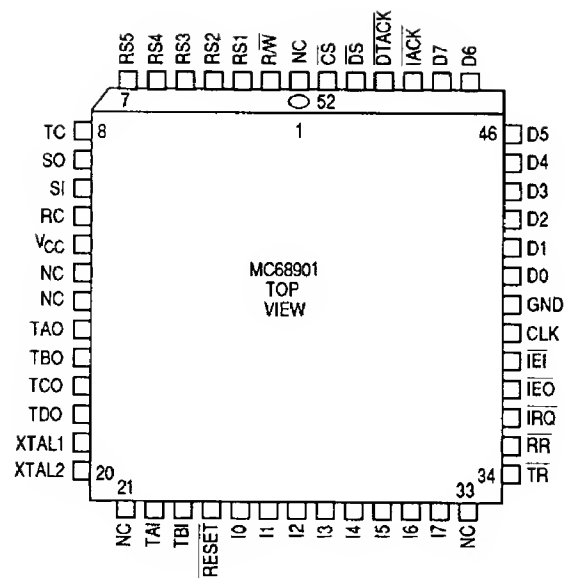 RS5 RS4 RS3 RS2 RS1 R/W NC CS DS DTACK IACK D7 D6
7 52
TC 8 1 46 D5
SO D4
SI D3
RC D2
VCC D1
NC MC68901 D0
NC TOP GND
TAO VIEW CLK
TBO IEI
TCO IEO
TDO IRQ
XTAL1 RR
XTAL2 20 34 TR
21 33
NC TAI TBI RESET I0 I1 I2 I3 I4 I5 I6 I7 NC